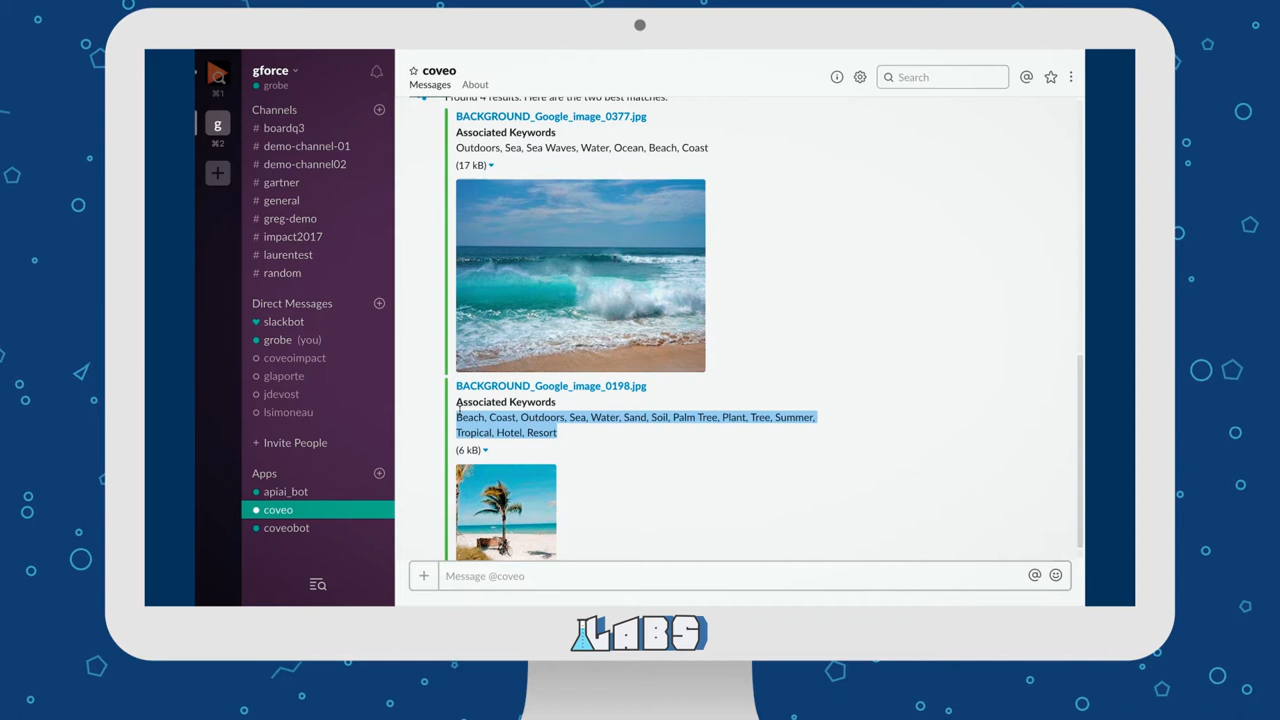 gforce
grobe
⌘1
g
⌘2
Channels
# boardq3
# demo-channel-01
# demo-channel02
# gartner
# general
# greg-demo
# impact2017
# laurentest
# random
Direct Messages
slackbot
grobe (you)
coveoimpact
glaporte
jdevost
lsimoneau
+ Invite People
Apps
apiai_bot
coveo
coveobot
coveo
Messages About
Search
Found 4 results. Here are the two best matches.
BACKGROUND_Google_image_0377.jpg
Associated Keywords
Outdoors, Sea, Sea Waves, Water, Ocean, Beach, Coast
(17 kB)
BACKGROUND_Google_image_0198.jpg
Associated Keywords
Beach, Coast, Outdoors, Sea, Water, Sand, Soil, Palm Tree, Plant, Tree, Summer,
Tropical, Hotel, Resort
(6 kB)
Message @coveo
LABS